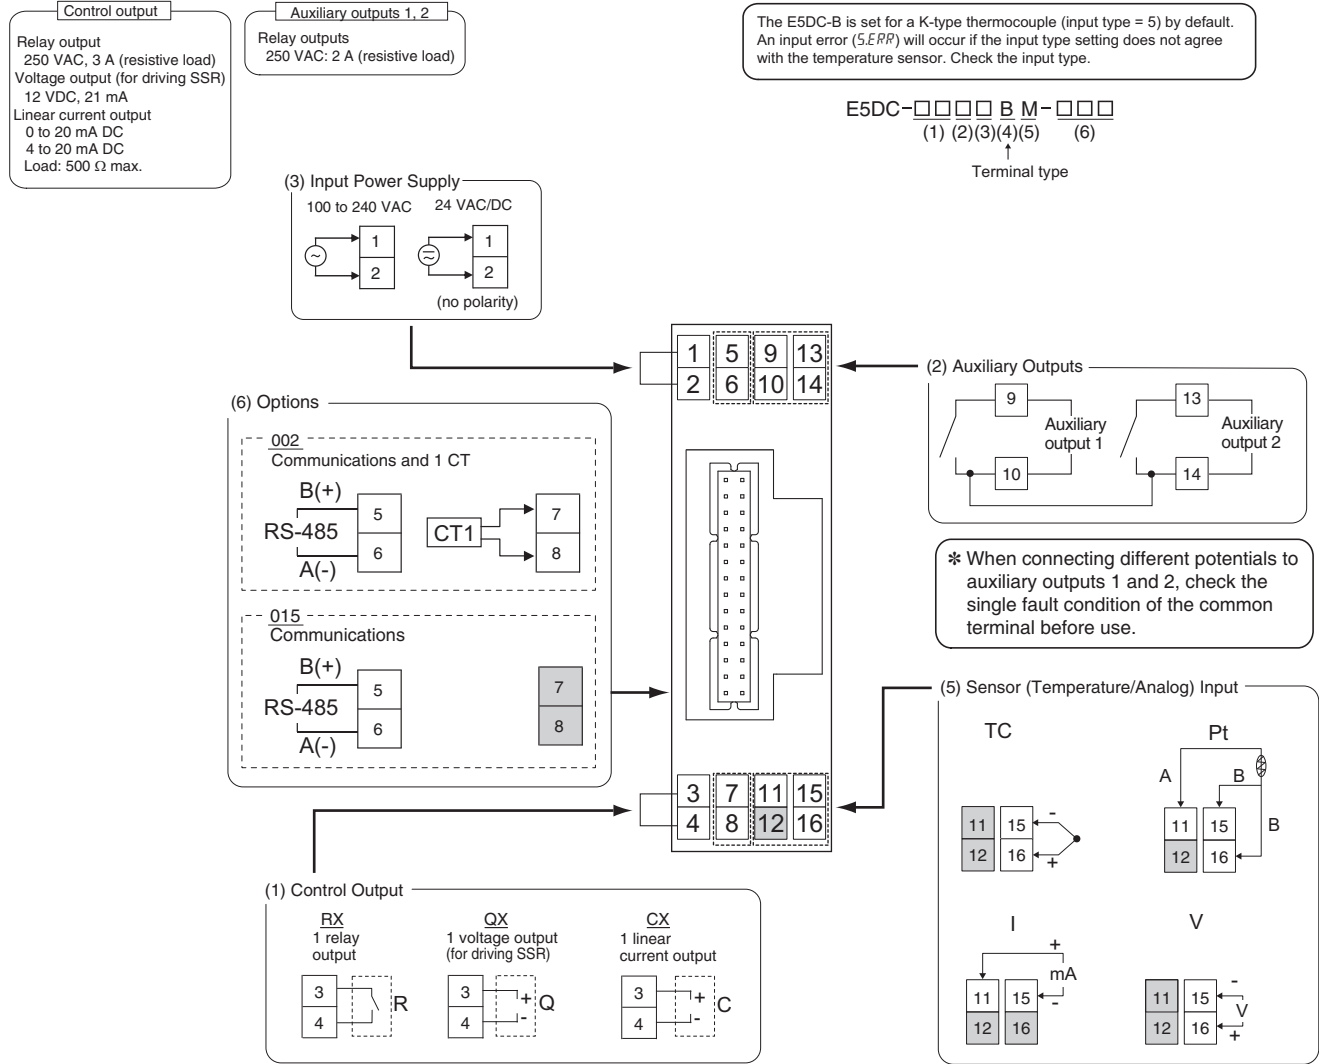 Control output
Relay output
250 VAC, 3 A (resistive load)
Voltage output (for driving SSR)
12 VDC, 21 mA
Linear current output
0 to 20 mA DC
4 to 20 mA DC
Load: 500 Ω max.
Auxiliary outputs 1, 2
Relay outputs
250 VAC: 2 A (resistive load)
The E5DC-B is set for a K-type thermocouple (input type = 5) by default.
An input error (S.ERR) will occur if the input type setting does not agree
with the temperature sensor. Check the input type.
E5DC-□□□□ B M-□□□
(1) (2)(3)(4)(5) (6)
Terminal type
(3) Input Power Supply
100 to 240 VAC 24 VAC/DC
1 1
2 2
(no polarity)
1 5 9 13
2 6 10 14
(2) Auxiliary Outputs
9 13
Auxiliary
output 1
Auxiliary
output 2
10 14
(6) Options
002
Communications and 1 CT
B(+)
RS-485
A(-)
5
6
CT1
7
8
015
Communications
B(+)
RS-485
A(-)
5
6
7
8
✻ When connecting different potentials to
auxiliary outputs 1 and 2, check the
single fault condition of the common
terminal before use.
3 7 11 15
4 8 12 16
(5) Sensor (Temperature/Analog) Input
TC
11 15 -
12 16 +
Pt
A B
B
11 15
12 16
I
+
mA
-
11 15
12 16
V
11 15 -
V
12 16 +
(1) Control Output
RX
1 relay
output
3
4
R
QX
1 voltage output
(for driving SSR)
3 +
4 -
Q
CX
1 linear
current output
3 +
4 -
C